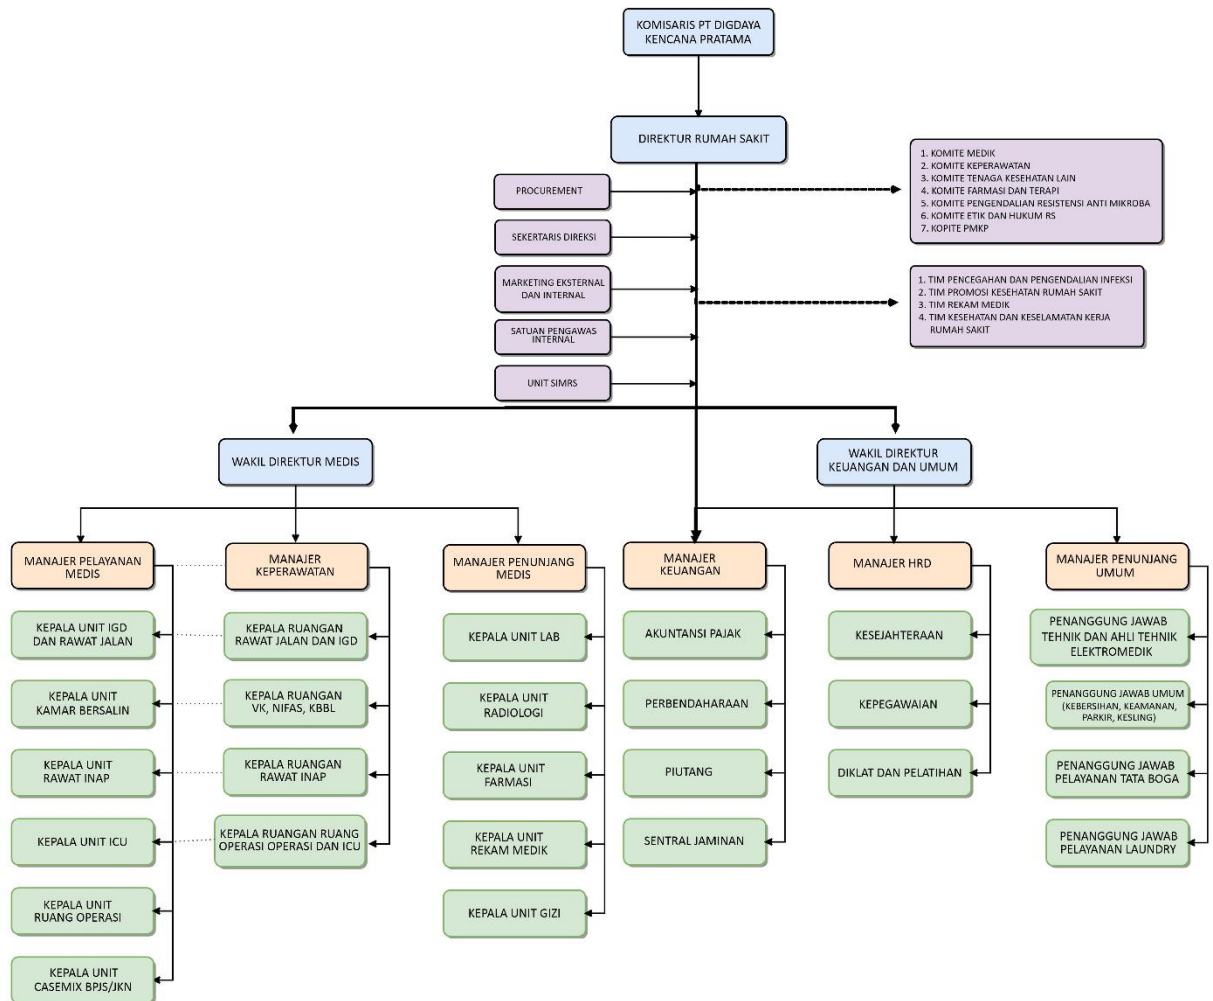 KOMISARIS PT DIGDAYA
KENCANA PRATAMA
DIREKTUR RUMAH SAKIT
PROCUREMENT
SEKERTARIS DIREKSI
MARKETING EKSTERNAL
DAN INTERNAL
SATUAN PENGAWAS
INTERNAL
UNIT SIMRS
1. KOMITE MEDIK
2. KOMITE KEPERAWATAN
3. KOMITE TENAGA KESEHATAN LAIN
4. KOMITE FARMASI DAN TERAPI
5. KOMITE PENGENDALIAN RESISTENSI ANTI MIKROBA
6. KOMITE ETIK DAN HUKUM RS
7. KOPITE PMKP
1. TIM PENCEGAHAN DAN PENGENDALIAN INFEKSI
2. TIM PROMOSI KESEHATAN RUMAH SAKIT
3. TIM REKAM MEDIK
4. TIM KESEHATAN DAN KESELAMATAN KERJA
RUMAH SAKIT
WAKIL DIREKTUR MEDIS
WAKIL DIREKTUR
KEUANGAN DAN UMUM
MANAJER PELAYANAN
MEDIS
KEPALA UNIT IGD
DAN RAWAT JALAN
KEPALA UNIT
KAMAR BERSALIN
KEPALA UNIT
RAWAT INAP
KEPALA UNIT ICU
KEPALA UNIT
RUANG OPERASI
KEPALA UNIT
CASEMIX BPJS/JKN
MANAJER
KEPERAWATAN
KEPALA RUANGAN
RAWAT JALAN DAN IGD
KEPALA RUANGAN
VK, NIFAS, KBBL
KEPALA RUANGAN
RAWAT INAP
KEPALA RUANGAN RUANG
OPERASI OPERASI DAN ICU
MANAJER PENUNJANG
MEDIS
KEPALA UNIT LAB
KEPALA UNIT
RADIOLOGI
KEPALA UNIT
FARMASI
KEPALA UNIT
REKAM MEDIK
KEPALA UNIT GIZI
MANAJER
KEUANGAN
AKUNTANSI PAJAK
PERBENDAHARAAN
PIUTANG
SENTRAL JAMINAN
MANAJER HRD
KESEJAHTERAAN
KEPEGAWAIAN
DIKLAT DAN PELATIHAN
MANAJER PENUNJANG
UMUM
PENANGGUNG JAWAB
TEHNIK DAN AHLI TEHNIK
ELEKTROMEDIK
PENANGGUNG JAWAB UMUM
(KEBERSIHAN, KEAMANAN,
PARKIR, KESLING)
PENANGGUNG JAWAB
PELAYANAN TATA BOGA
PENANGGUNG JAWAB
PELAYANAN LAUNDRY